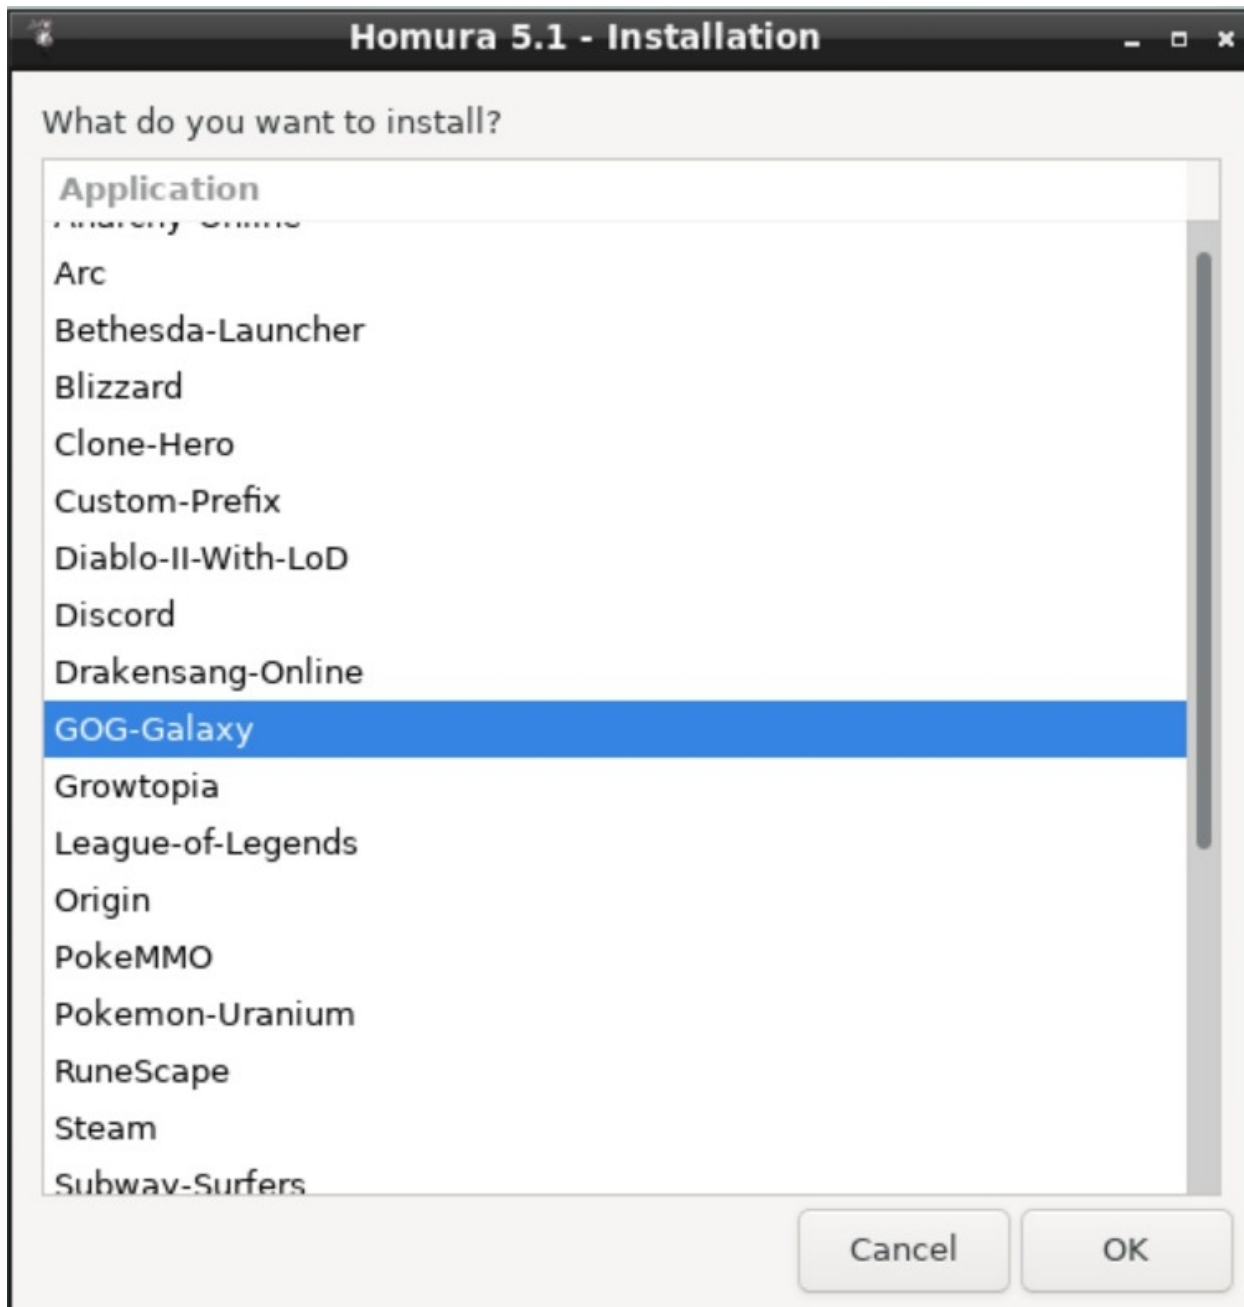 Homura 5.1 - Installation
What do you want to install?
Application
Anarchy-Online
Arc
Bethesda-Launcher
Blizzard
Clone-Hero
Custom-Prefix
Diablo-II-With-LoD
Discord
Drakensang-Online
GOG-Galaxy
Growtopia
League-of-Legends
Origin
PokeMMO
Pokemon-Uranium
RuneScape
Steam
Subway-Surfers
Cancel OK